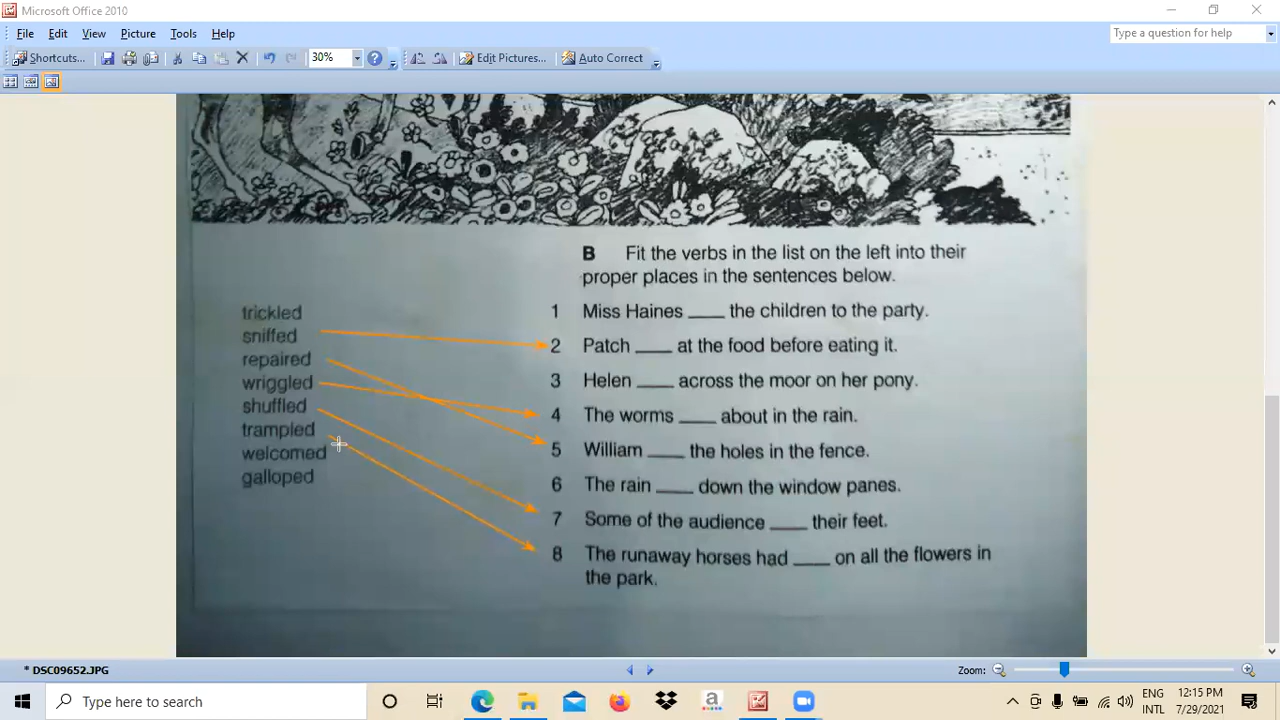 Microsoft Office 2010
File Edit View Picture Tools Help
Type a question for help
Shortcuts...
30%
Edit Pictures...
Auto Correct
B Fit the verbs in the list on the left into their
proper places in the sentences below.
trickled
sniffed
repaired
wriggled
shuffled
trampled
welcomed
galloped
1 Miss Haines ____ the children to the party.
2 Patch ____ at the food before eating it.
3 Helen ____ across the moor on her pony.
4 The worms ____ about in the rain.
5 William ____ the holes in the fence.
6 The rain ____ down the window panes.
7 Some of the audience ____ their feet.
8 The runaway horses had ____ on all the flowers in
the park.
* DSC09652.JPG
Zoom:
Type here to search
ENG
INTL
12:15 PM
7/29/2021